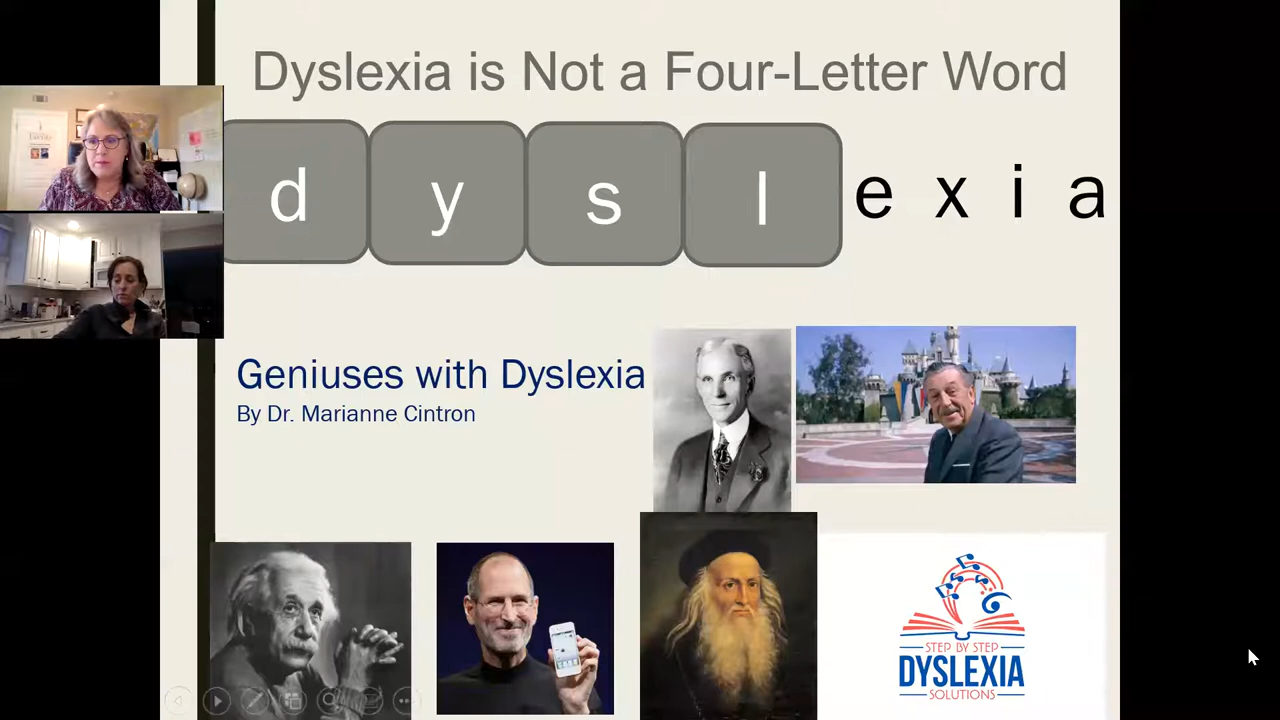 Dyslexia is Not a Four-Letter Word
d y s l e x i a
Geniuses with Dyslexia
By Dr. Marianne Cintron
STEP BY STEP
DYSLEXIA
SOLUTIONS